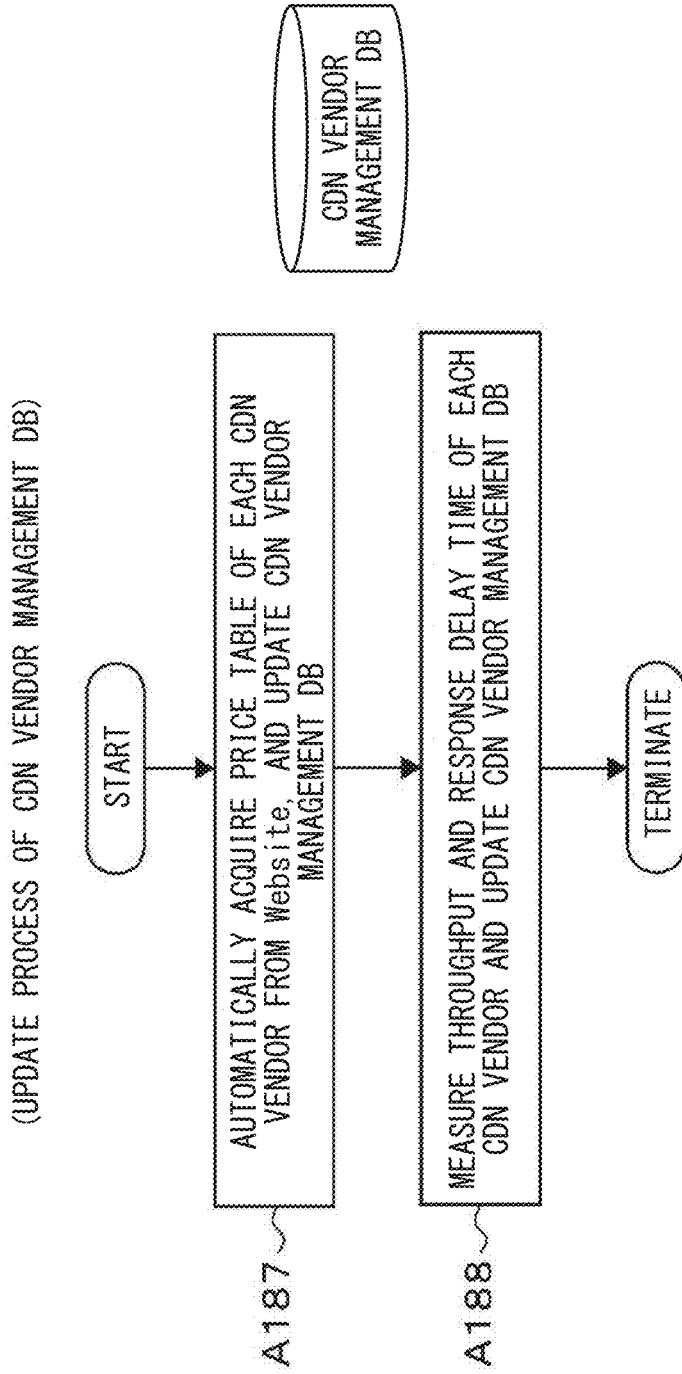 (UPDATE PROCESS OF CDN VENDOR MANAGEMENT DB)
START
A187
AUTOMATICALLY ACQUIRE PRICE TABLE OF EACH CDN
VENDOR FROM Website, AND UPDATE CDN VENDOR
MANAGEMENT DB
A188
MEASURE THROUGHPUT AND RESPONSE DELAY TIME OF EACH
CDN VENDOR AND UPDATE CDN VENDOR MANAGEMENT DB
TERMINATE
CDN VENDOR
MANAGEMENT DB